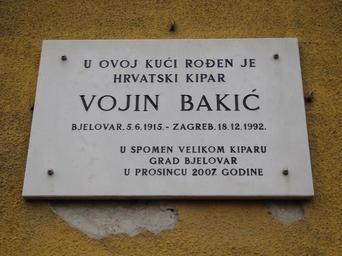 U OVOJ KUĆI ROĐEN JE
HRVATSKI KIPAR
VOJIN BAKIĆ
BJELOVAR. 5.6.1915. - ZAGREB. 18.12.1992.
U SPOMEN VELIKOM KIPARU
GRAD BJELOVAR
U PROSINCU 2007. GODINE